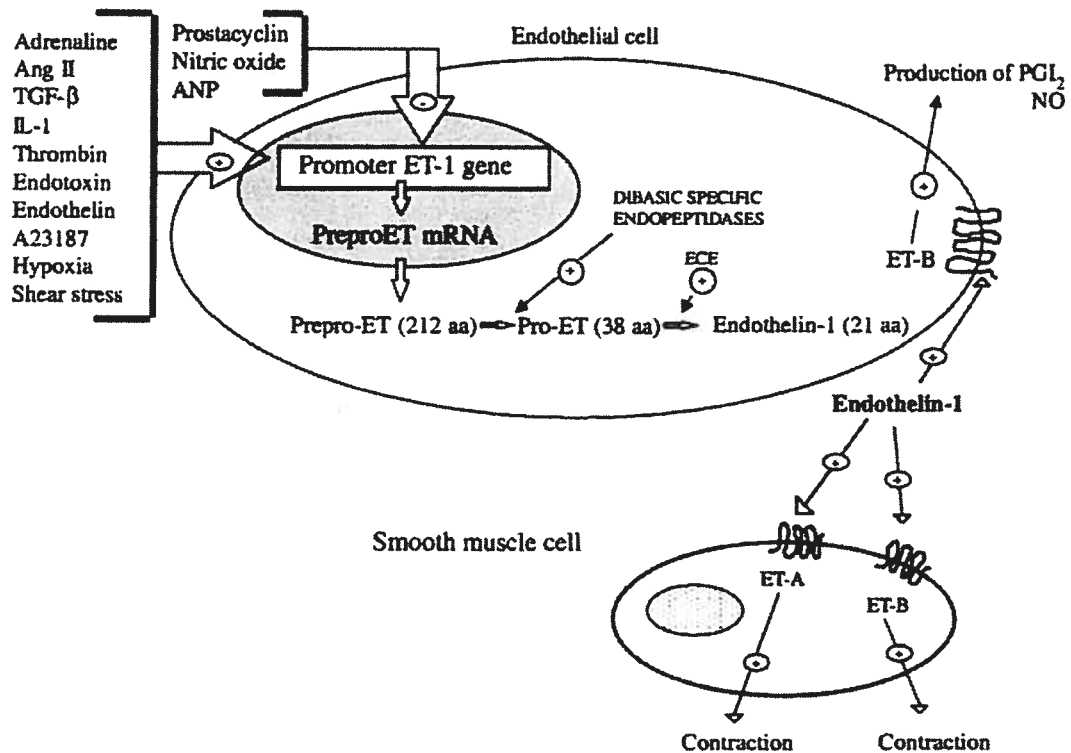 Adrenaline
Ang II
TGF-β
IL-1
Thrombin
Endotoxin
Endothelin
A23187
Hypoxia
Shear stress
Prostacyclin
Nitric oxide
ANP
Endothelial cell
Production of PGI2
NO
-
+
Promoter ET-1 gene
PreproET mRNA
DIBASIC SPECIFIC
ENDOPEPTIDASES
+
ECE
+
+
ET-B
Prepro-ET (212 aa)
Pro-ET (38 aa)
Endothelin-1 (21 aa)
+
Endothelin-1
+
+
Smooth muscle cell
ET-A
ET-B
+
+
Contraction
Contraction